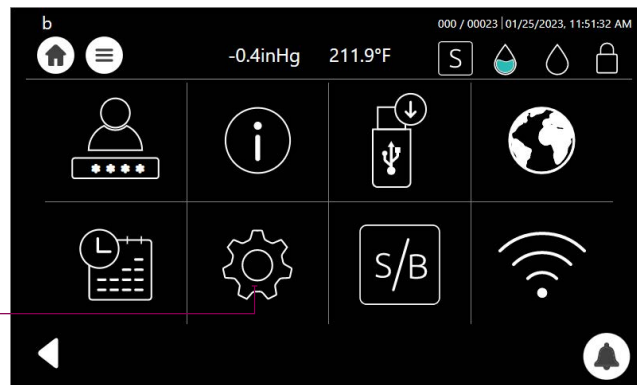 b
000 / 00023 | 01/25/2023, 11:51:32 AM
-0.4inHg 211.9°F S
****
i
S/B